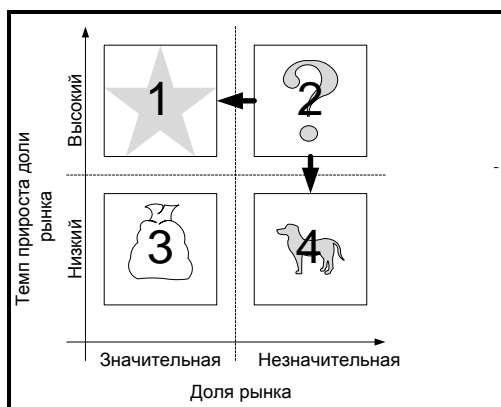 Темп прироста доли
рынка
Высокий
Низкий
1
2
3
4
Значительная
Незначительная
Доля рынка